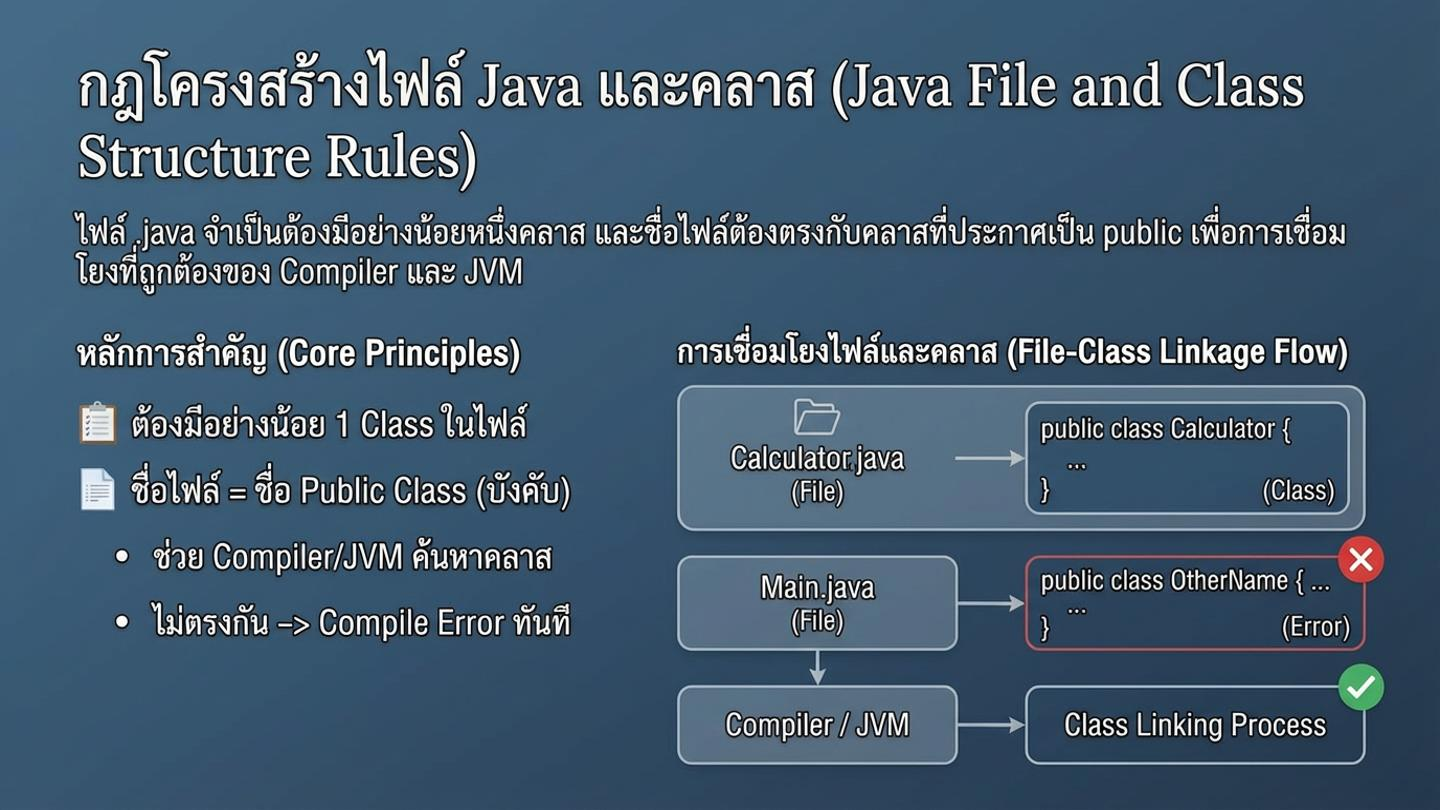 กฎโครงสร้างไฟล์ Java และคลาส (Java File and Class
Structure Rules)
ไฟล์ .java จำเป็นต้องมีอย่างน้อยหนึ่งคลาส และชื่อไฟล์ต้องตรงกับคลาสที่ประกาศเป็น public เพื่อการเชื่อม
โยงที่ถูกต้องของ Compiler และ JVM
หลักการสำคัญ (Core Principles)
ต้องมีอย่างน้อย 1 Class ในไฟล์
ชื่อไฟล์ = ชื่อ Public Class (บังคับ)
• ช่วย Compiler/JVM ค้นหาคลาส
• ไม่ตรงกัน –> Compile Error ทันที
การเชื่อมโยงไฟล์และคลาส (File-Class Linkage Flow)
Calculator.java
(File)
public class Calculator {
...
} (Class)
Main.java
(File)
public class OtherName { ...
...
} (Error)
Compiler / JVM
Class Linking Process